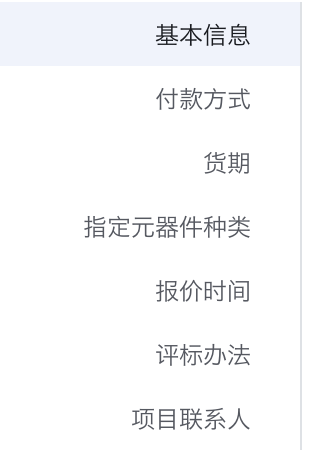 基本信息
付款方式
货期
指定元器件种类
报价时间
评标办法
项目联系人